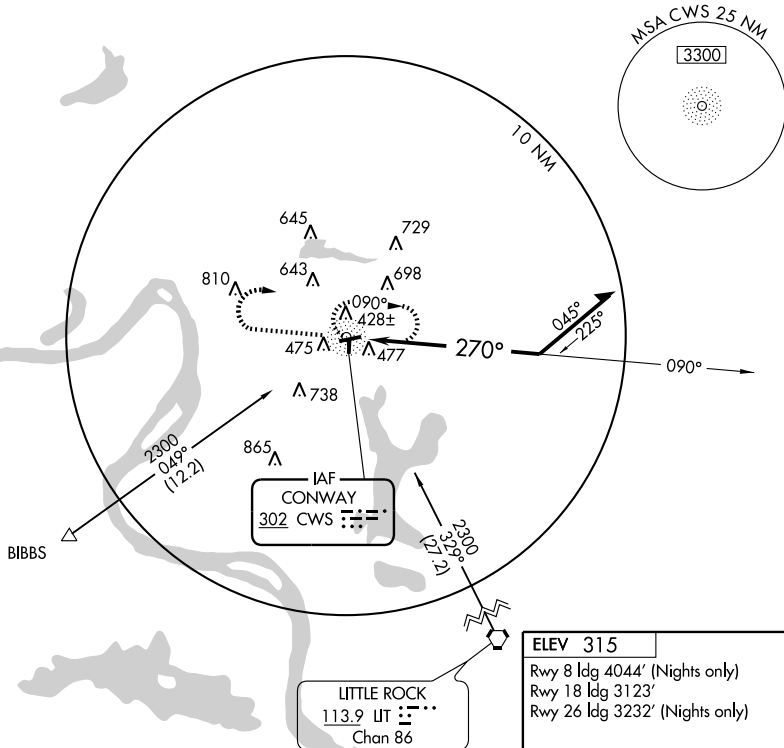 MSA CWS 25 NM
3300
10 NM
645
729
643
698
810
090°
428±
475
477
270°
045°
225°
090°
738
865
2300
049°
(12.2)
BIBBS
IAF
CONWAY
302 CWS
2300
329°
(27.2)
LITTLE ROCK
113.9 LIT
Chan 86
ELEV 315
Rwy 8 ldg 4044' (Nights only)
Rwy 18 ldg 3123'
Rwy 26 ldg 3232' (Nights only)